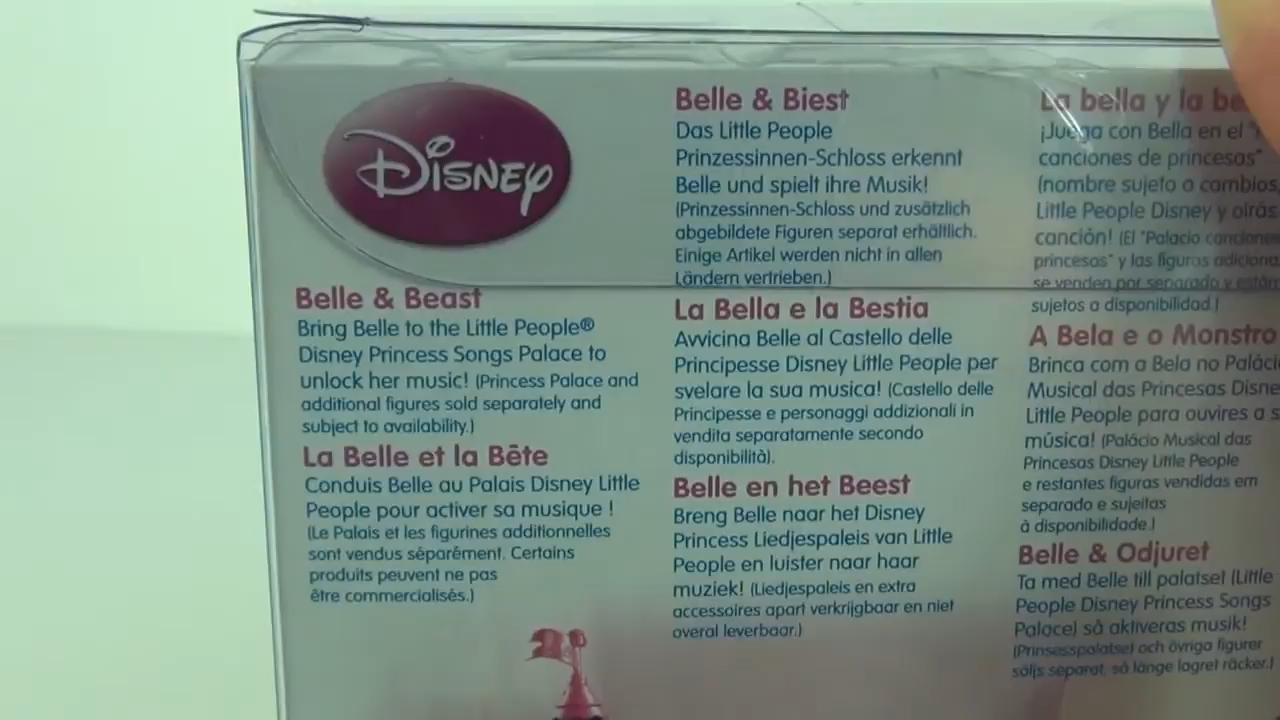 Disney
Belle & Beast
Bring Belle to the Little People®
Disney Princess Songs Palace to
unlock her music! (Princess Palace and
additional figures sold separately and
subject to availability.)
La Belle et la Bête
Conduis Belle au Palais Disney Little
People pour activer sa musique !
(Le Palais et les figurines additionnelles
sont vendus séparément. Certains
produits peuvent ne pas
être commercialisés.)
Belle & Biest
Das Little People
Prinzessinnen-Schloss erkennt
Belle und spielt ihre Musik!
(Prinzessinnen-Schloss und zusätzlich
abgebildete Figuren separat erhältlich.
Einige Artikel werden nicht in allen
Ländern vertrieben.)
La Bella e la Bestia
Avvicina Belle al Castello delle
Principesse Disney Little People per
svelare la sua musica! (Castello delle
Principesse e personaggi addizionali in
vendita separatamente secondo
disponibilità).
Belle en het Beest
Breng Belle naar het Disney
Princess Liedjespaleis van Little
People en luister naar haar
muziek! (Liedjespaleis en extra
accessoires apart verkrijgbaar en niet
overal leverbaar.)
La bella y la
¡Juega con Bella en el
canciones de princesas"
(nombre sujeto a cambios,
Little People Disney y oirás
canción! (El "Palacio canciones
princesas" y las figuras
se venden por separado y están
sujetos a disponibilidad.)
A Bela e o Monstro
Brinca com a Bela no
Musical das Princesas
Little People para ouvires a
música! (Palácio Musical das
Princesas Disney Little People
e restantes figuras vendidas em
separado e sujeitas
à disponibilidade.)
Belle & Odjuret
Ta med Belle till palatset (Little
People Disney Princess Songs
Palace) så aktiveras musik!
(Prinsesspalatset och övriga figurer
säljs separat, så länge lagret räcker.)